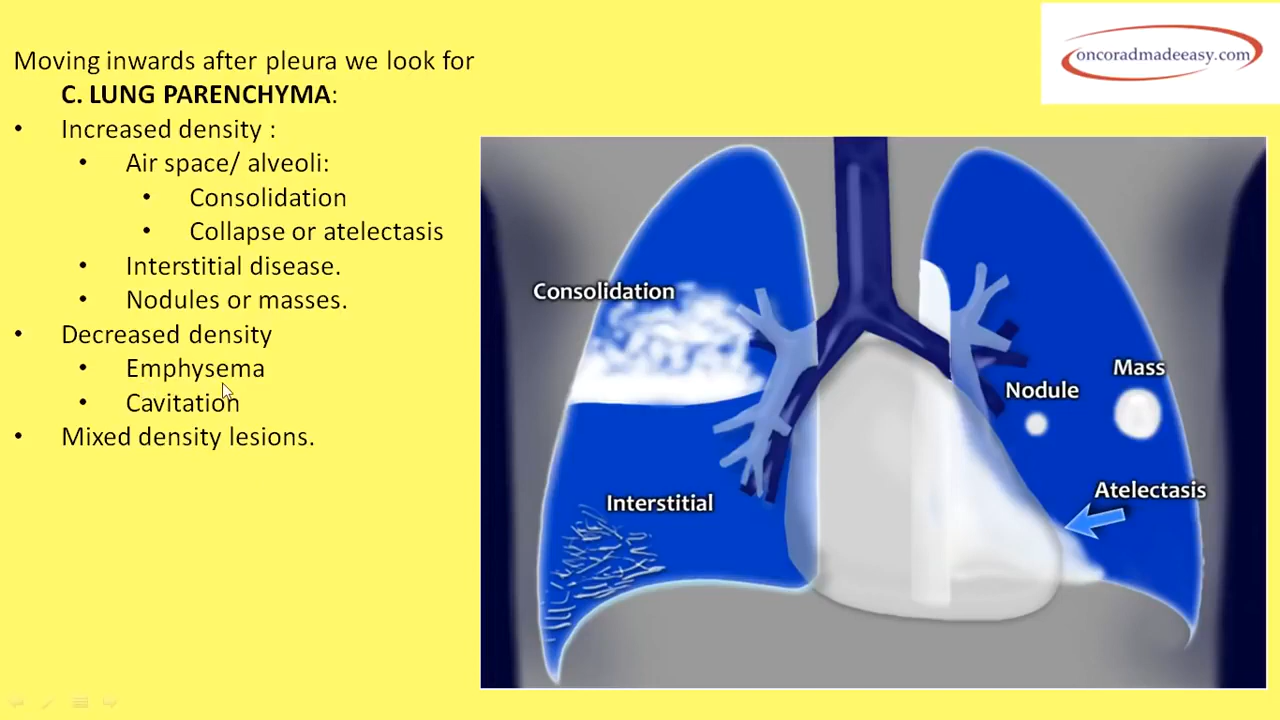 Moving inwards after pleura we look for
C. LUNG PARENCHYMA:
• Increased density :
• Air space/ alveoli:
• Consolidation
• Collapse or atelectasis
• Interstitial disease.
• Nodules or masses.
• Decreased density
• Emphysema
• Cavitation
• Mixed density lesions.
oncoradmadeeasy.com
Consolidation
Mass
Nodule
Atelectasis
Interstitial